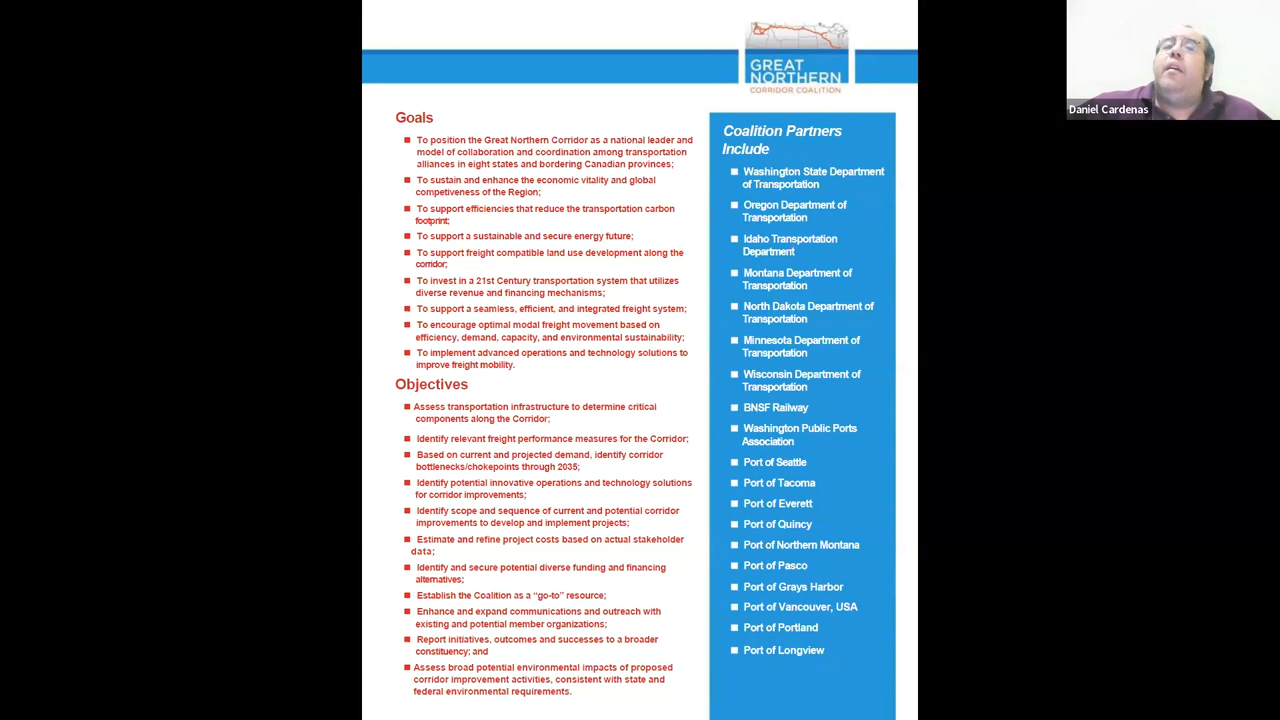 GREAT
NORTHERN
CORRIDOR COALITION
Daniel Cardenas
Goals
To position the Great Northern Corridor as a national leader and
model of collaboration and coordination among transportation
alliances in eight states and bordering Canadian provinces;
To sustain and enhance the economic vitality and global
competiveness of the Region;
To support efficiencies that reduce the transportation carbon
footprint;
To support a sustainable and secure energy future;
To support freight compatible land use development along the
corridor;
To invest in a 21st Century transportation system that utilizes
diverse revenue and financing mechanisms;
To support a seamless, efficient, and integrated freight system;
To encourage optimal modal freight movement based on
efficiency, demand, capacity, and environmental sustainability;
To implement advanced operations and technology solutions to
improve freight mobility.
Objectives
Assess transportation infrastructure to determine critical
components along the Corridor;
Identify relevant freight performance measures for the Corridor;
Based on current and projected demand, identify corridor
bottlenecks/chokepoints through 2035;
Identify potential innovative operations and technology solutions
for corridor improvements;
Identify scope and sequence of current and potential corridor
improvements to develop and implement projects;
Estimate and refine project costs based on actual stakeholder
data;
Identify and secure potential diverse funding and financing
alternatives;
Establish the Coalition as a “go-to” resource;
Enhance and expand communications and outreach with
existing and potential member organizations;
Report initiatives, outcomes and successes to a broader
constituency; and
Assess broad potential environmental impacts of proposed
corridor improvement activities, consistent with state and
federal environmental requirements.
Coalition Partners
Include
Washington State Department
of Transportation
Oregon Department of
Transportation
Idaho Transportation
Department
Montana Department of
Transportation
North Dakota Department of
Transportation
Minnesota Department of
Transportation
Wisconsin Department of
Transportation
BNSF Railway
Washington Public Ports
Association
Port of Seattle
Port of Tacoma
Port of Everett
Port of Quincy
Port of Northern Montana
Port of Pasco
Port of Grays Harbor
Port of Vancouver, USA
Port of Portland
Port of Longview